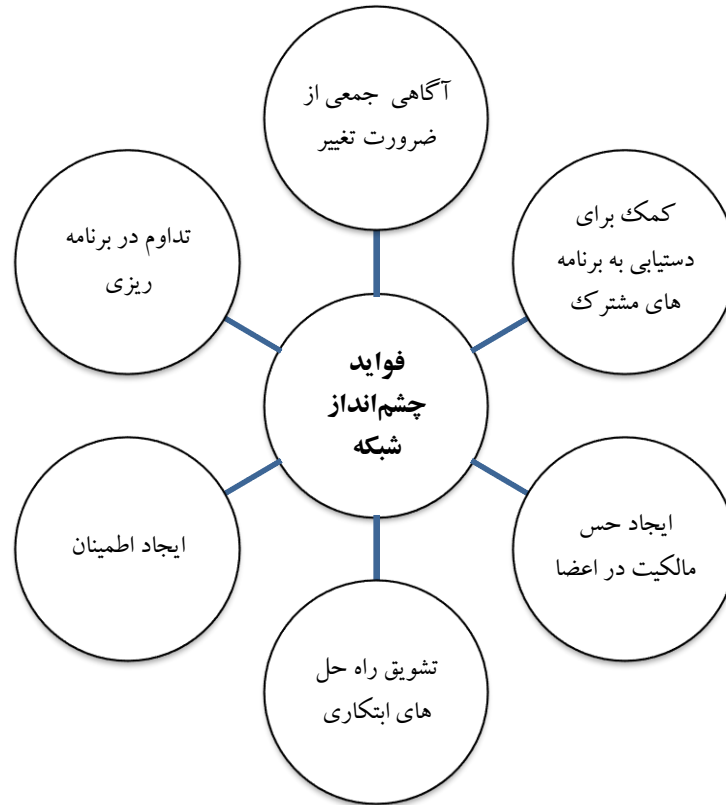 آگاهی جمعی از
ضرورت تغییر
کمک برای
دستیابی به برنامه
های مشترک
ایجاد حس
مالکیت در اعضا
تشویق راه حل
های ابتکاری
ایجاد اطمینان
تداوم در برنامه
ریزی
فواید
چشم‌انداز
شبکه